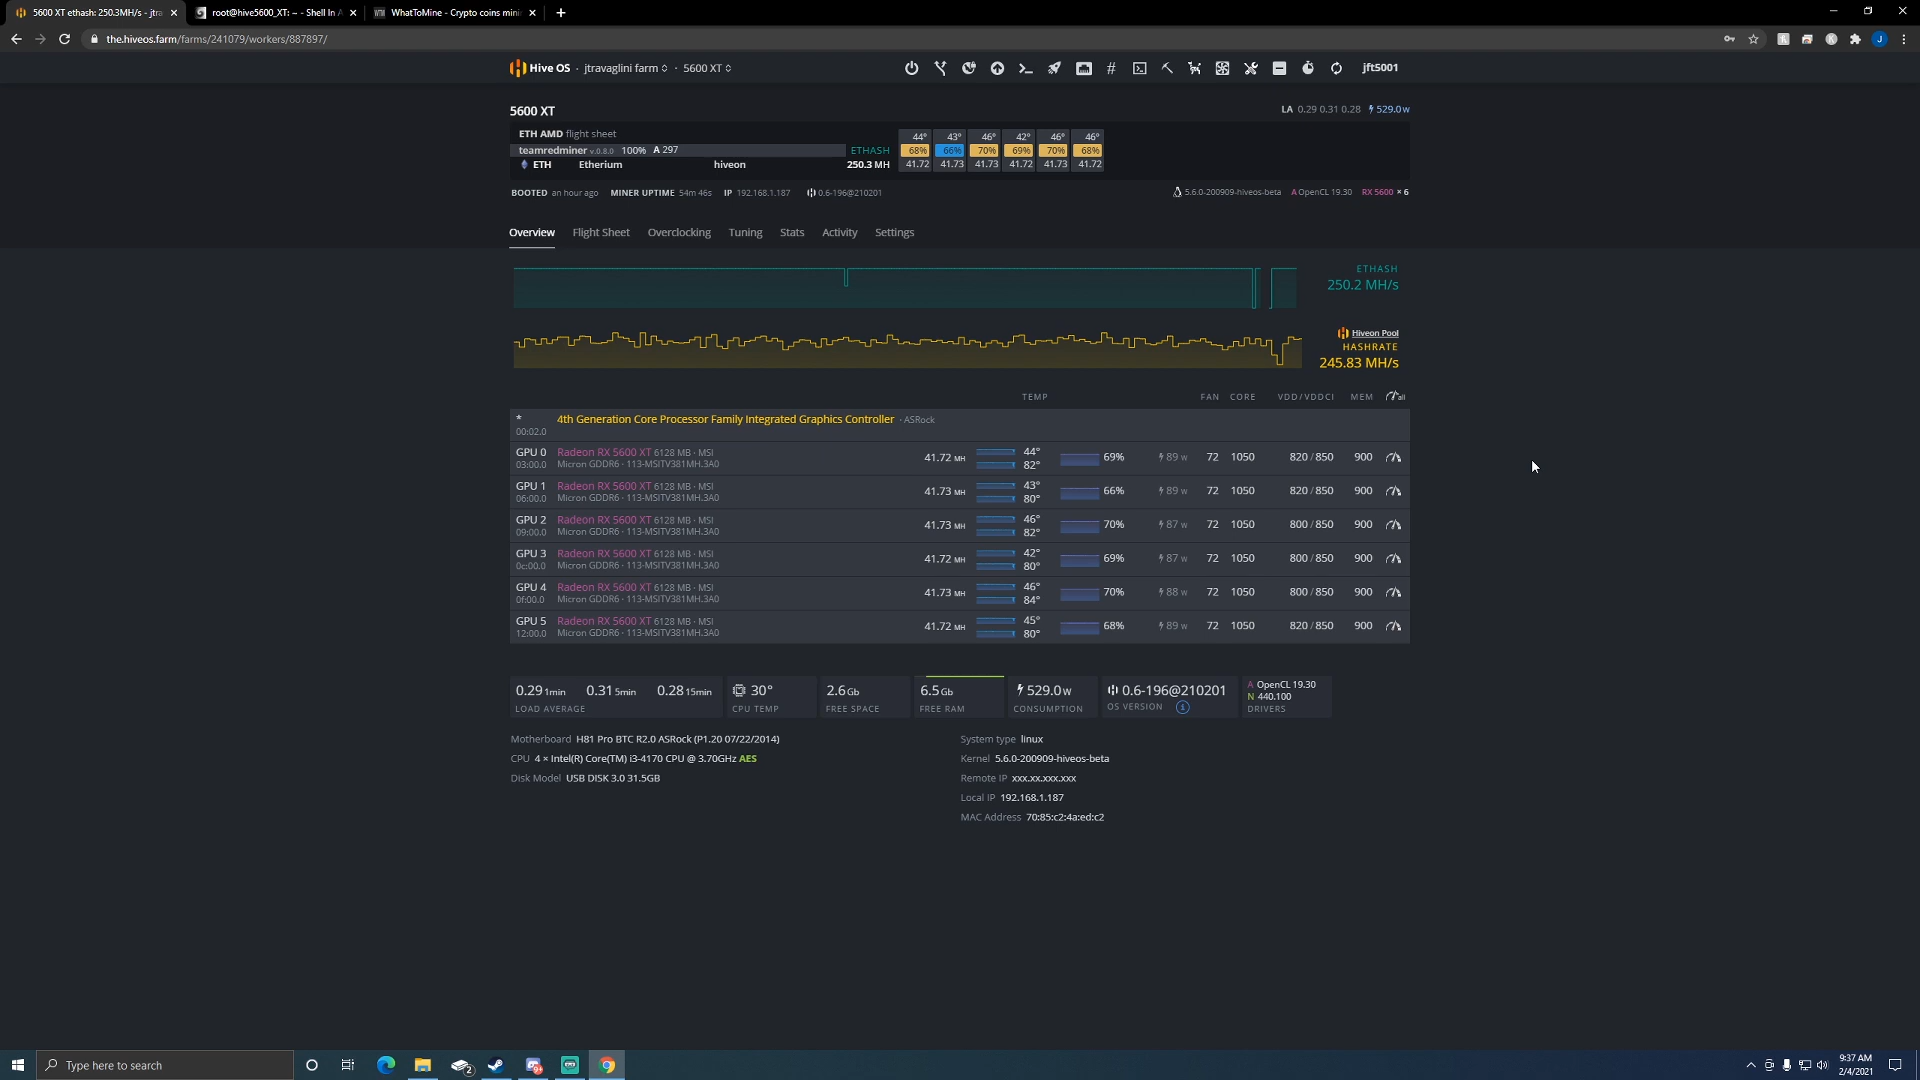 5600 XT ethash: 250.3MH/s - jtra
root@hive5600_XT: ~ - Shell In A
WhatToMine - Crypto coins mini
the.hiveos.farm/farms/241079/workers/887897/
Hive OS · jtravaglini farm · 5600 XT
jft5001
5600 XT
LA 0.29 0.31 0.28 529.0w
ETH AMD flight sheet
teamredminer v.0.8.0 100% A 297 ETHASH
ETH Etherium hiveon 250.3 MH
44° 43° 46° 42° 46° 46°
68% 66% 70% 69% 70% 68%
41.72 41.73 41.73 41.72 41.73 41.72
BOOTED an hour ago MINER UPTIME 54m 46s IP 192.168.1.187 0.6-196@210201
5.6.0-200909-hiveos-beta A OpenCL 19.30 RX 5600 × 6
Overview Flight Sheet Overclocking Tuning Stats Activity Settings
ETHASH
250.2 MH/s
Hiveon Pool
HASHRATE
245.83 MH/s
TEMP FAN CORE VDD/VDDCI MEM all
* 4th Generation Core Processor Family Integrated Graphics Controller · ASRock
00:02.0
GPU 0 Radeon RX 5600 XT 6128 MB · MSI
03:00.0 Micron GDDR6 · 113-MSITV381MH.3A0
41.72 MH 44° 82° 69% 89 w 72 1050 820 / 850 900
GPU 1 Radeon RX 5600 XT 6128 MB · MSI
06:00.0 Micron GDDR6 · 113-MSITV381MH.3A0
41.73 MH 43° 80° 66% 89 w 72 1050 820 / 850 900
GPU 2 Radeon RX 5600 XT 6128 MB · MSI
09:00.0 Micron GDDR6 · 113-MSITV381MH.3A0
41.73 MH 46° 82° 70% 87 w 72 1050 800 / 850 900
GPU 3 Radeon RX 5600 XT 6128 MB · MSI
0c:00.0 Micron GDDR6 · 113-MSITV381MH.3A0
41.72 MH 42° 80° 69% 87 w 72 1050 800 / 850 900
GPU 4 Radeon RX 5600 XT 6128 MB · MSI
0f:00.0 Micron GDDR6 · 113-MSITV381MH.3A0
41.73 MH 46° 84° 70% 88 w 72 1050 800 / 850 900
GPU 5 Radeon RX 5600 XT 6128 MB · MSI
12:00.0 Micron GDDR6 · 113-MSITV381MH.3A0
41.72 MH 45° 80° 68% 89 w 72 1050 820 / 850 900
0.29 1min 0.31 5min 0.28 15min
LOAD AVERAGE
30°
CPU TEMP
2.6 Gb
FREE SPACE
6.5 Gb
FREE RAM
529.0 W
CONSUMPTION
0.6-196@210201
OS VERSION
A OpenCL 19.30
N 440.100
DRIVERS
Motherboard H81 Pro BTC R2.0 ASRock (P1.20 07/22/2014)
CPU 4 × Intel(R) Core(TM) i3-4170 CPU @ 3.70GHz AES
Disk Model USB DISK 3.0 31.5GB
System type linux
Kernel 5.6.0-200909-hiveos-beta
Remote IP xxx.xx.xxx.xxx
Local IP 192.168.1.187
MAC Address 70:85:c2:4a:ed:c2
Type here to search
9:37 AM
2/4/2021